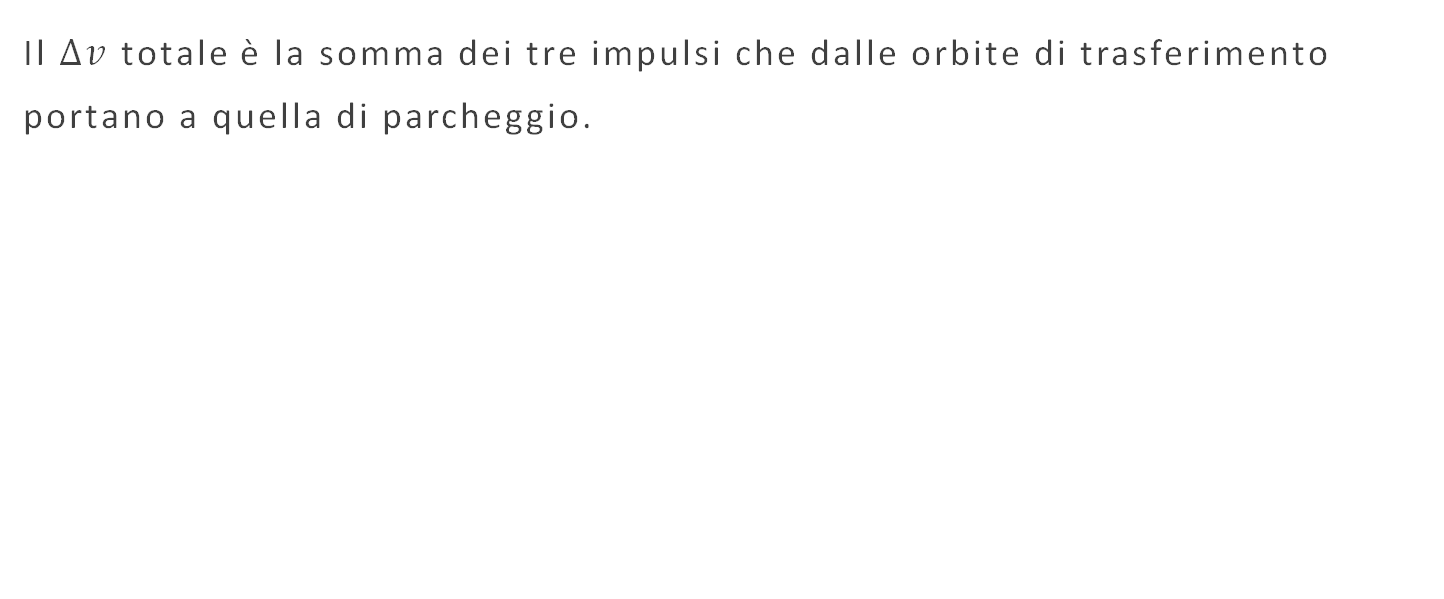 Il Δv totale è la somma dei tre impulsi che dalle orbite di trasferimento
portano a quella di parcheggio.